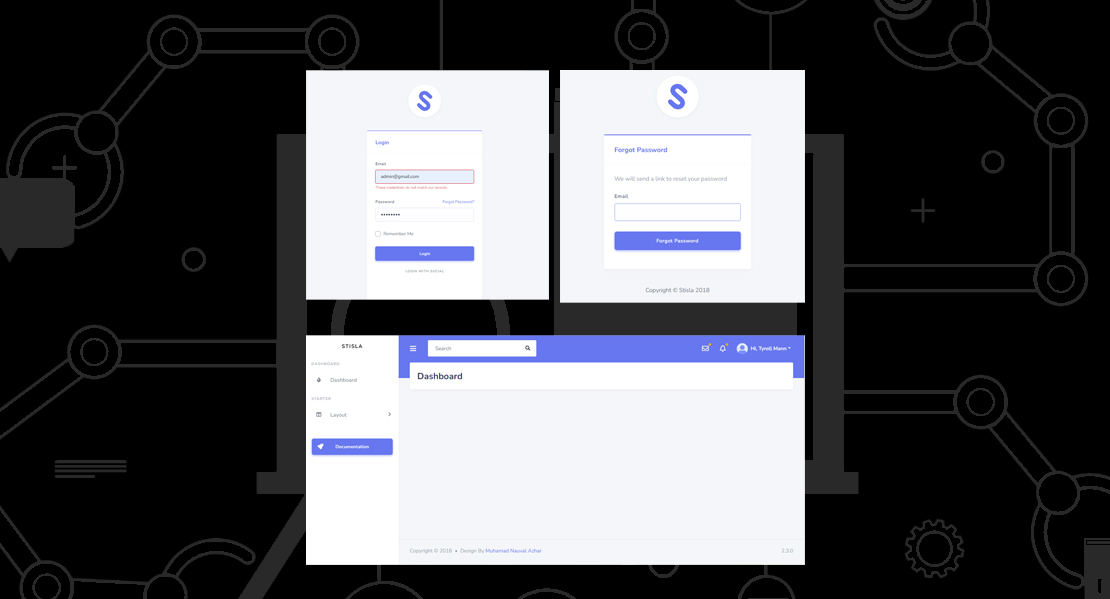 Login
Email
admin@gmail.com
These credentials do not match our records.
Password
Forgot Password?
Remember Me
Login
LOGIN WITH SOCIAL
Forgot Password
We will send a link to reset your password
Email
Forgot Password
Copyright © Stisla 2018
STISLA
DASHBOARD
Dashboard
STARTER
Layout
Documentation
Search
Hi, Tyrell Mann
Dashboard
Copyright © 2018 • Design By Muhamad Nauval Azhar
2.3.0